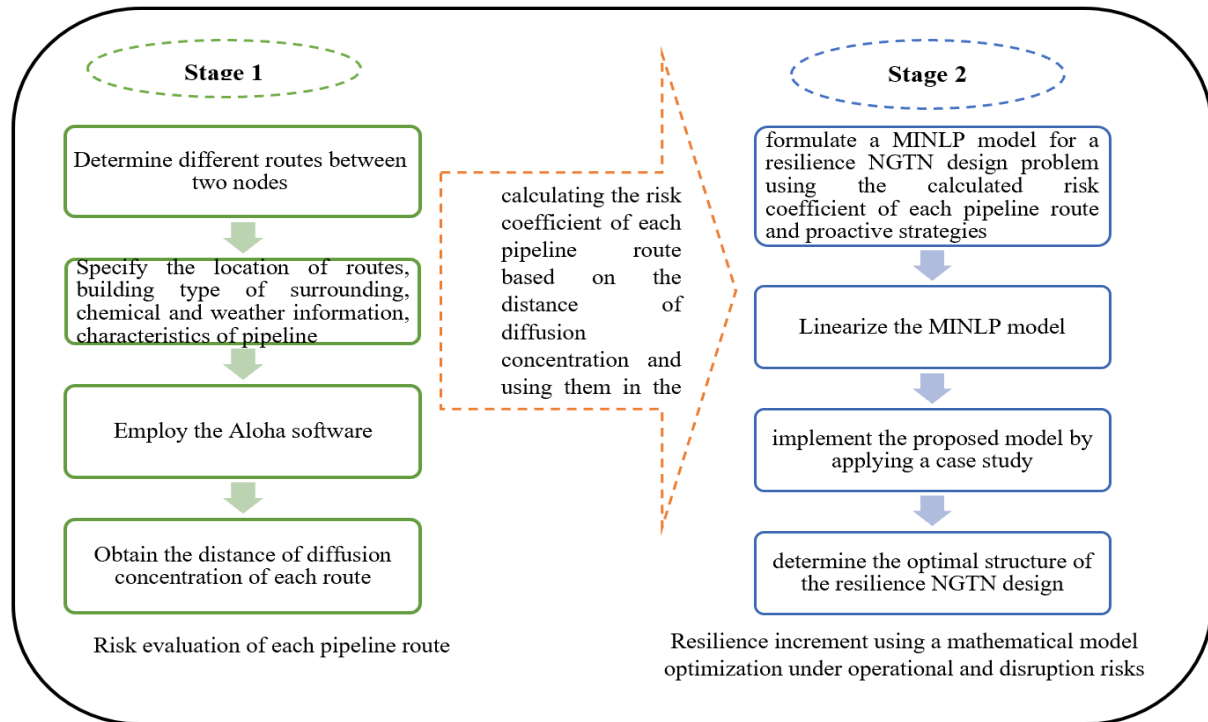 Stage 1
Determine different routes between
two nodes
Specify the location of routes,
building type of surrounding,
chemical and weather information,
characteristics of pipeline
Employ the Aloha software
Obtain the distance of diffusion
concentration of each route
Risk evaluation of each pipeline route
calculating the risk
coefficient of each
pipeline route
based on the
distance of
diffusion
concentration and
using them in the
Stage 2
formulate a MINLP model for a
resilience NGTN design problem
using the calculated risk
coefficient of each pipeline route
and proactive strategies
Linearize the MINLP model
implement the proposed model by
applying a case study
determine the optimal structure of
the resilience NGTN design
Resilience increment using a mathematical model
optimization under operational and disruption risks